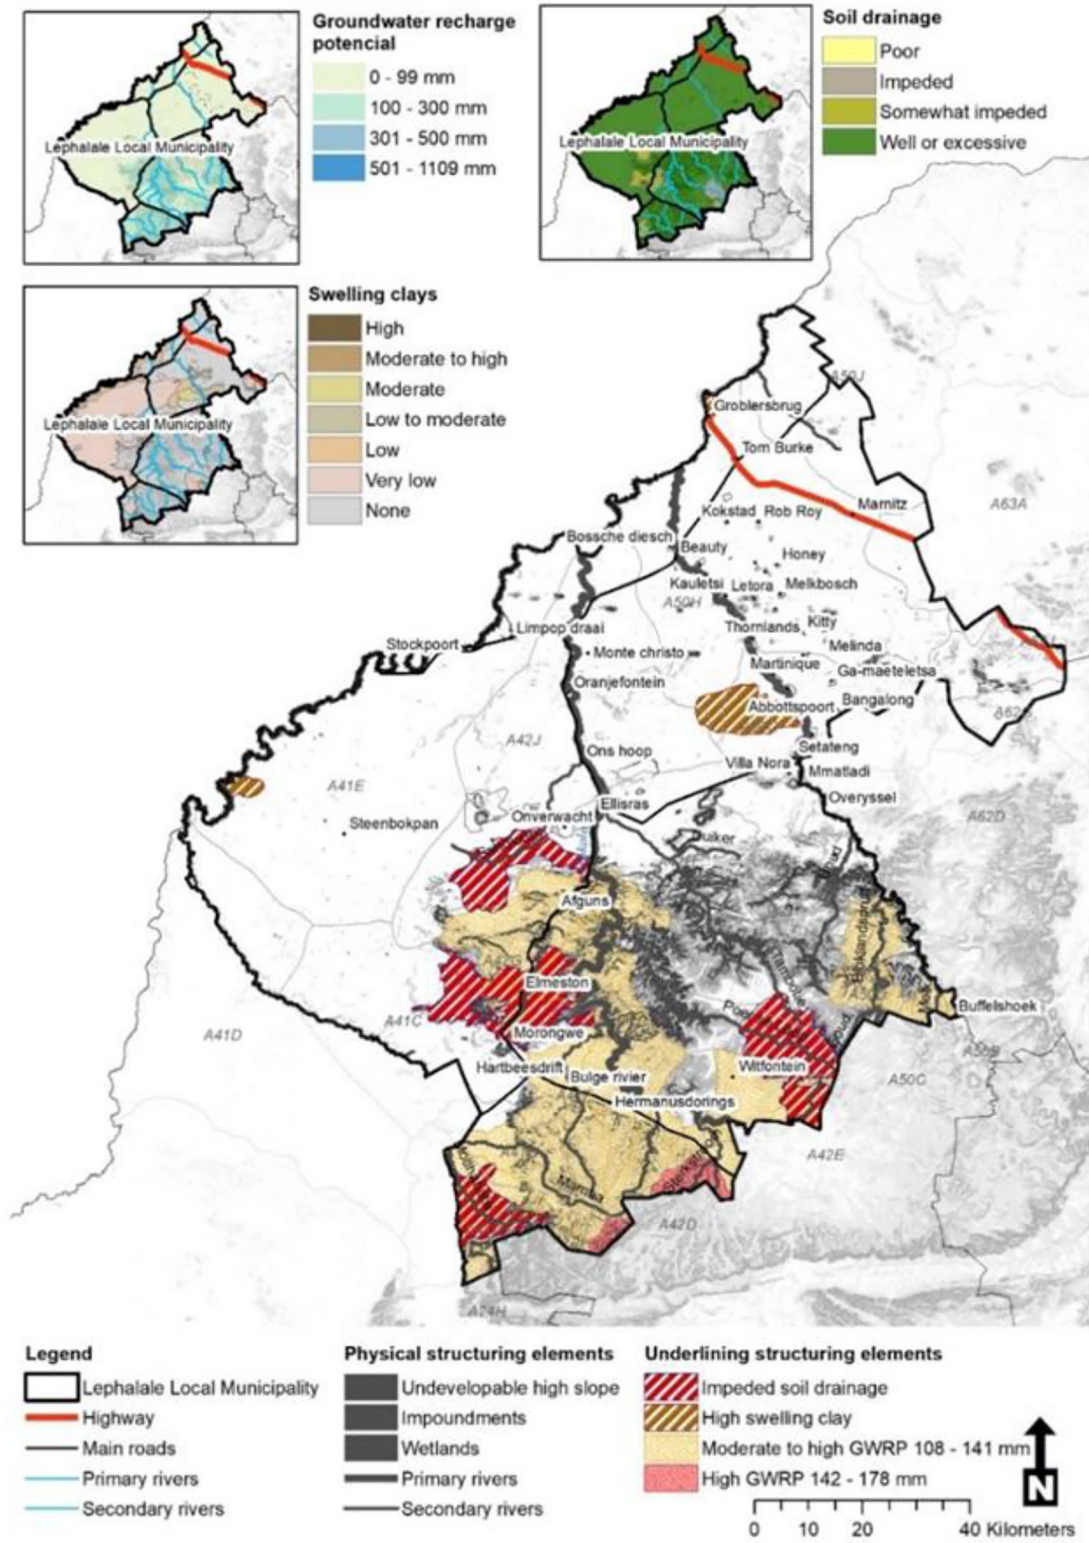 Groundwater recharge
potencial
0 - 99 mm
100 - 300 mm
301 - 500 mm
501 - 1109 mm
Lephalale Local Municipality
Soil drainage
Poor
Impeded
Somewhat impeded
Well or excessive
Lephalale Local Municipality
Swelling clays
High
Moderate to high
Moderate
Low to moderate
Low
Very low
None
Lephalale Local Municipality
A50J
Groblersbrug
Tom Burke
Kokstad Rob Roy
Marnitz
A63A
Bossche diesch
Beauty
Honey
Kauletsi Letora Melkbosch
A50H
Thornlands Kitty
Limpop draai
Stockpoort
Monte christo
Melinda
Martinique
Ga-maeteletsa
Oranjefontein
Abbottspoort
Bangalong
A42J
Ons hoop
Setateng
Villa Nora
Mmatladi
A41E
Overyssel
Ellisras
Onverwacht
Steenbokpan
A62D
Afguns
Elmeston
Buffelshoek
A41C
Morongwe
A41D
Hartbeesdrift
Bulge rivier
Witfontein
A50C
Hermanusdorings
A42E
A42D
A24H
Legend
Lephalale Local Municipality
Highway
Main roads
Primary rivers
Secondary rivers
Physical structuring elements
Undevelopable high slope
Impoundments
Wetlands
Primary rivers
Secondary rivers
Underlining structuring elements
Impeded soil drainage
High swelling clay
Moderate to high GWRP 108 - 141 mm
High GWRP 142 - 178 mm
N
0 10 20 40 Kilometers